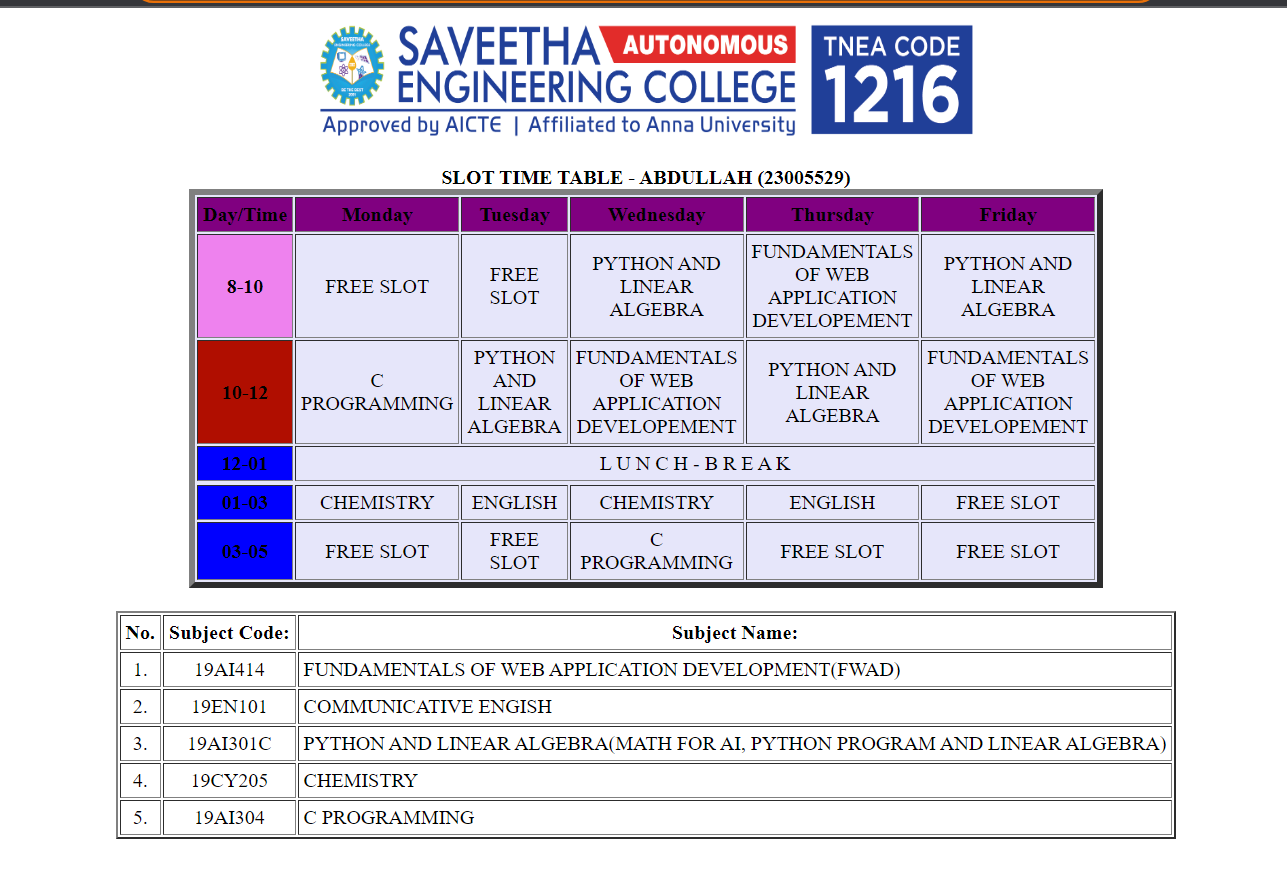 SAVEETHA AUTONOMOUS
ENGINEERING COLLEGE
Approved by AICTE | Affiliated to Anna University
TNEA CODE
1216
SAVEETHA
ENGINEERING COLLEGE
SLOT TIME TABLE - ABDULLAH (23005529)
Day/Time Monday Tuesday Wednesday Thursday Friday
8-10
FREE SLOT
FREE
SLOT
PYTHON AND
LINEAR
ALGEBRA
FUNDAMENTALS
OF WEB
APPLICATION
DEVELOPEMENT
PYTHON AND
LINEAR
ALGEBRA
10-12
C
PROGRAMMING
PYTHON
AND
LINEAR
ALGEBRA
FUNDAMENTALS
OF WEB
APPLICATION
DEVELOPEMENT
PYTHON AND
LINEAR
ALGEBRA
FUNDAMENTALS
OF WEB
APPLICATION
DEVELOPEMENT
12-01 L U N C H - B R E A K
01-03 CHEMISTRY ENGLISH CHEMISTRY ENGLISH FREE SLOT
03-05
FREE SLOT
FREE
SLOT
C
PROGRAMMING
FREE SLOT
FREE SLOT
No. Subject Code: Subject Name:
1. 19AI414 FUNDAMENTALS OF WEB APPLICATION DEVELOPMENT(FWAD)
2. 19EN101 COMMUNICATIVE ENGISH
3. 19AI301C PYTHON AND LINEAR ALGEBRA(MATH FOR AI, PYTHON PROGRAM AND LINEAR ALGEBRA)
4. 19CY205 CHEMISTRY
5. 19AI304 C PROGRAMMING